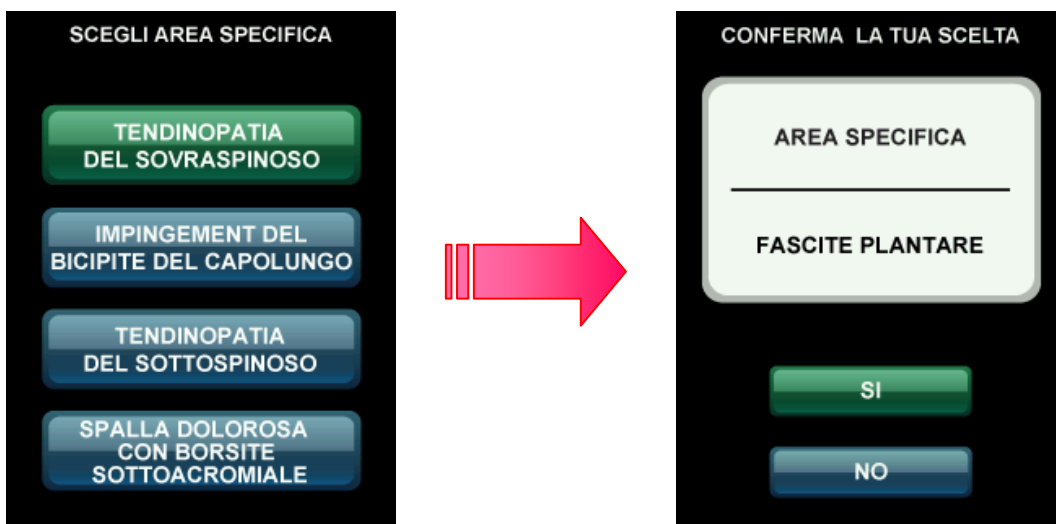 SCEGLI AREA SPECIFICA
TENDINOPATIA
DEL SOVRASPINOSO
IMPINGEMENT DEL
BICIPITE DEL CAPOLUNGO
TENDINOPATIA
DEL SOTTOSPINOSO
SPALLA DOLOROSA
CON BORSITE
SOTTOACROMIALE
CONFERMA LA TUA SCELTA
AREA SPECIFICA
FASCITE PLANTARE
SI
NO